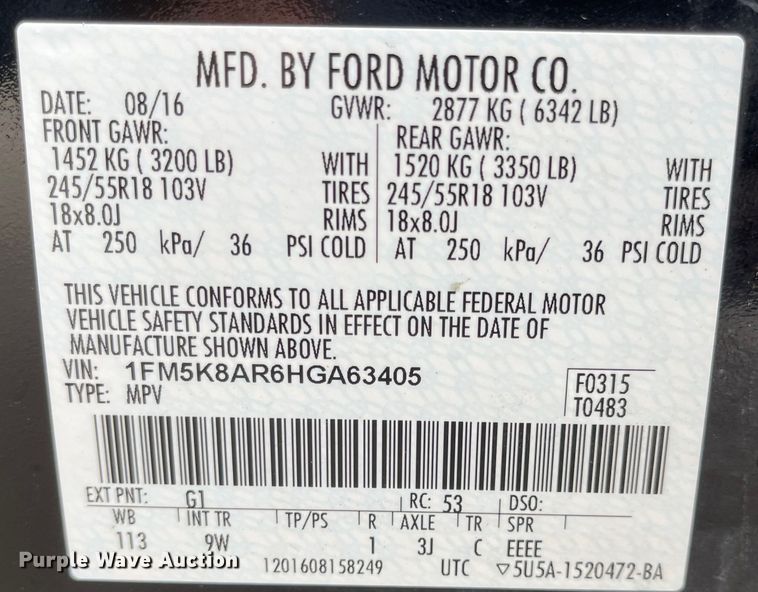 MFD. BY FORD MOTOR CO.
DATE: 08/16 GVWR: 2877 KG ( 6342 LB)
FRONT GAWR: REAR GAWR:
1452 KG ( 3200 LB) WITH 1520 KG ( 3350 LB) WITH
245/55R18 103V TIRES 245/55R18 103V TIRES
18x8.0J RIMS 18x8.0J RIMS
AT 250 kPa/ 36 PSI COLD AT 250 kPa/ 36 PSI COLD
THIS VEHICLE CONFORMS TO ALL APPLICABLE FEDERAL MOTOR
VEHICLE SAFETY STANDARDS IN EFFECT ON THE DATE OF
MANUFACTURE SHOWN ABOVE.
VIN: 1FM5K8AR6HGA63405 F0315
TYPE: MPV T0483
EXT PNT: G1 RC: 53 DSO:
WB INT TR TP/PS R AXLE TR SPR
113 9W 1 3J C EEEE
1201608158249 UTC ▽5U5A-1520472-BA
Purple Wave Auction